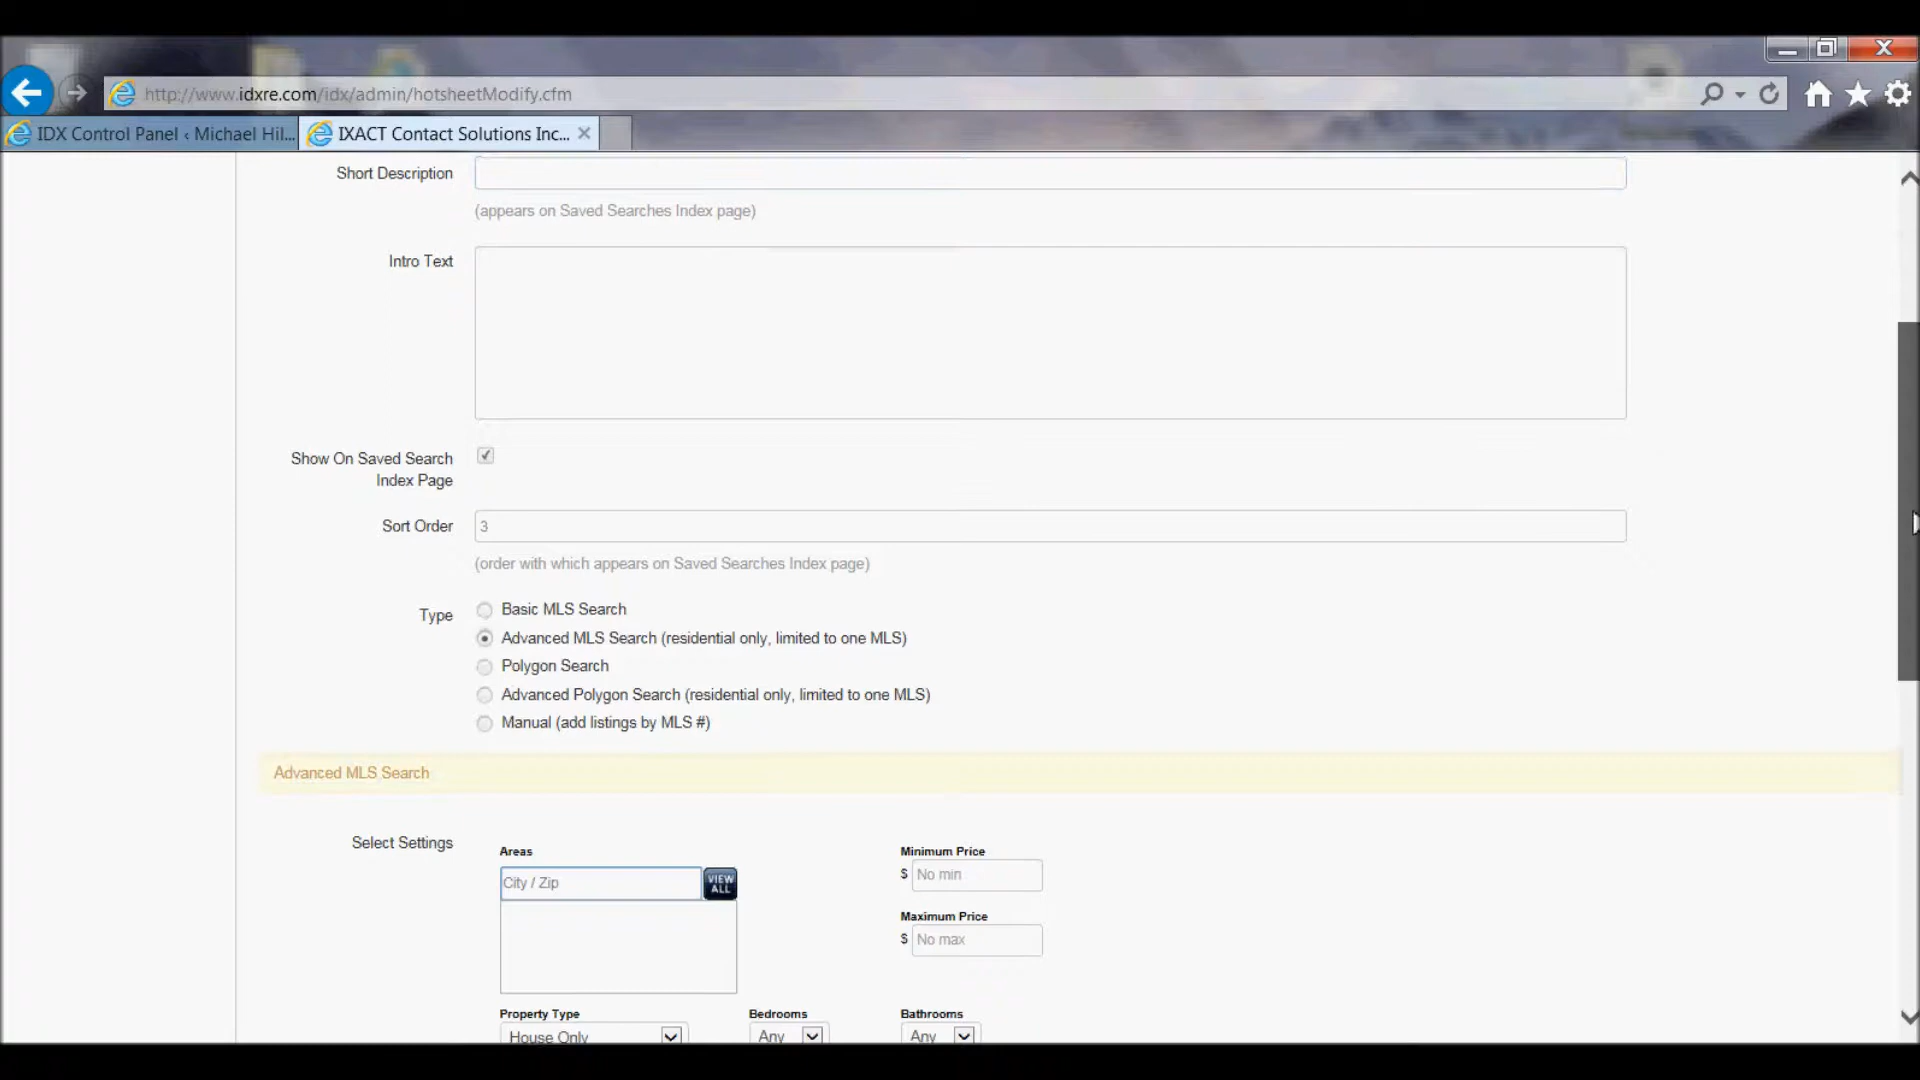 http://www.idxre.com/idx/admin/hotsheetModify.cfm
IDX Control Panel ‹ Michael Hil...
IXACT Contact Solutions Inc...
Short Description
(appears on Saved Searches Index page)
Intro Text
Show On Saved Search
Index Page
Sort Order
3
(order with which appears on Saved Searches Index page)
Type
Basic MLS Search
Advanced MLS Search (residential only, limited to one MLS)
Polygon Search
Advanced Polygon Search (residential only, limited to one MLS)
Manual (add listings by MLS #)
Advanced MLS Search
Select Settings
Areas
City / Zip
VIEW
ALL
Minimum Price
$ No min
Maximum Price
$ No max
Property Type
House Only
Bedrooms
Any
Bathrooms
Any